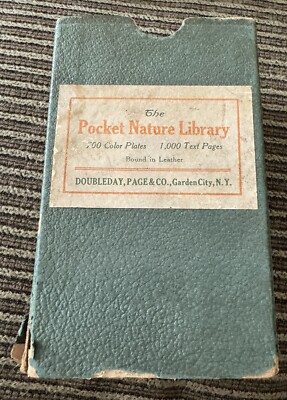 The
Pocket Nature Library
700 Color Plates 1,000 Text Pages
Bound in Leather
DOUBLEDAY, PAGE & CO., Garden City, N.Y.